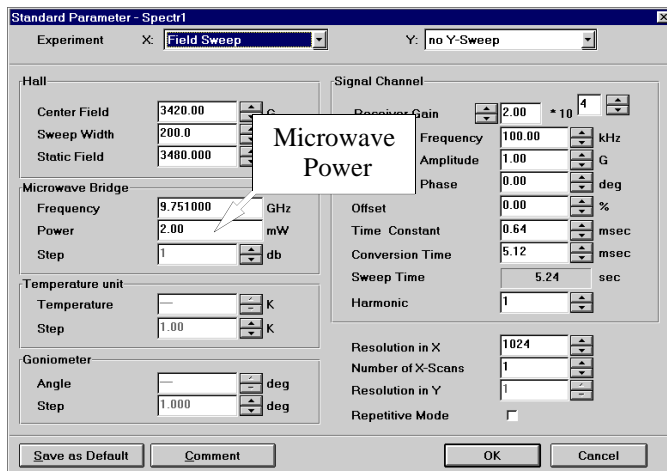 Standard Parameter - Spectr1
Experiment X: Field Sweep Y: no Y-Sweep
Hall
Center Field 3420.00 G
Sweep Width 200.0
Static Field 3480.000
Microwave Bridge
Frequency 9.751000 GHz
Power 2.00 mW
Step 1 db
Temperature unit
Temperature --- K
Step 1.00 K
Goniometer
Angle --- deg
Step 1.000 deg
Microwave
Power
Signal Channel
Receiver Gain 2.00 * 10 4
Frequency 100.00 kHz
Amplitude 1.00 G
Phase 0.00 deg
Offset 0.00 %
Time Constant 0.64 msec
Conversion Time 5.12 msec
Sweep Time 5.24 sec
Harmonic 1
Resolution in X 1024
Number of X-Scans 1
Resolution in Y 1
Repetitive Mode
Save as Default Comment OK Cancel